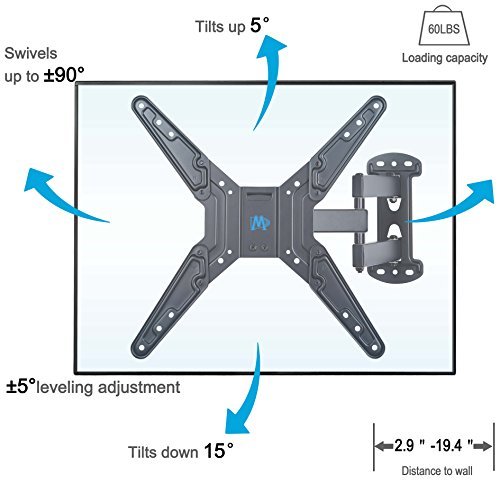 Tilts up 5°
60LBS
Loading capacity
Swivels
up to ±90°
±5° leveling adjustment
Tilts down 15°
2.9 " -19.4 "
Distance to wall